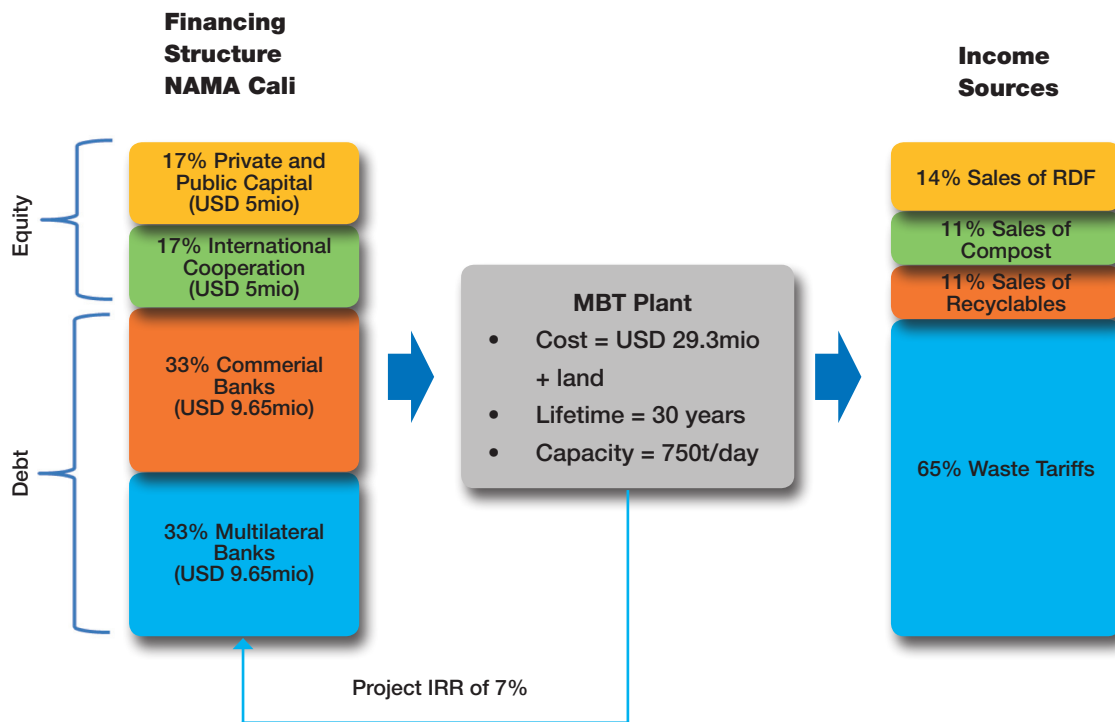 Financing
Structure
NAMA Cali
Income
Sources
Equity
17% Private and
Public Capital
(USD 5mio)
17% International
Cooperation
(USD 5mio)
Debt
33% Commerial
Banks
(USD 9.65mio)
33% Multilateral
Banks
(USD 9.65mio)
MBT Plant
• Cost = USD 29.3mio
+ land
• Lifetime = 30 years
• Capacity = 750t/day
14% Sales of RDF
11% Sales of
Compost
11% Sales of
Recyclables
65% Waste Tariffs
Project IRR of 7%